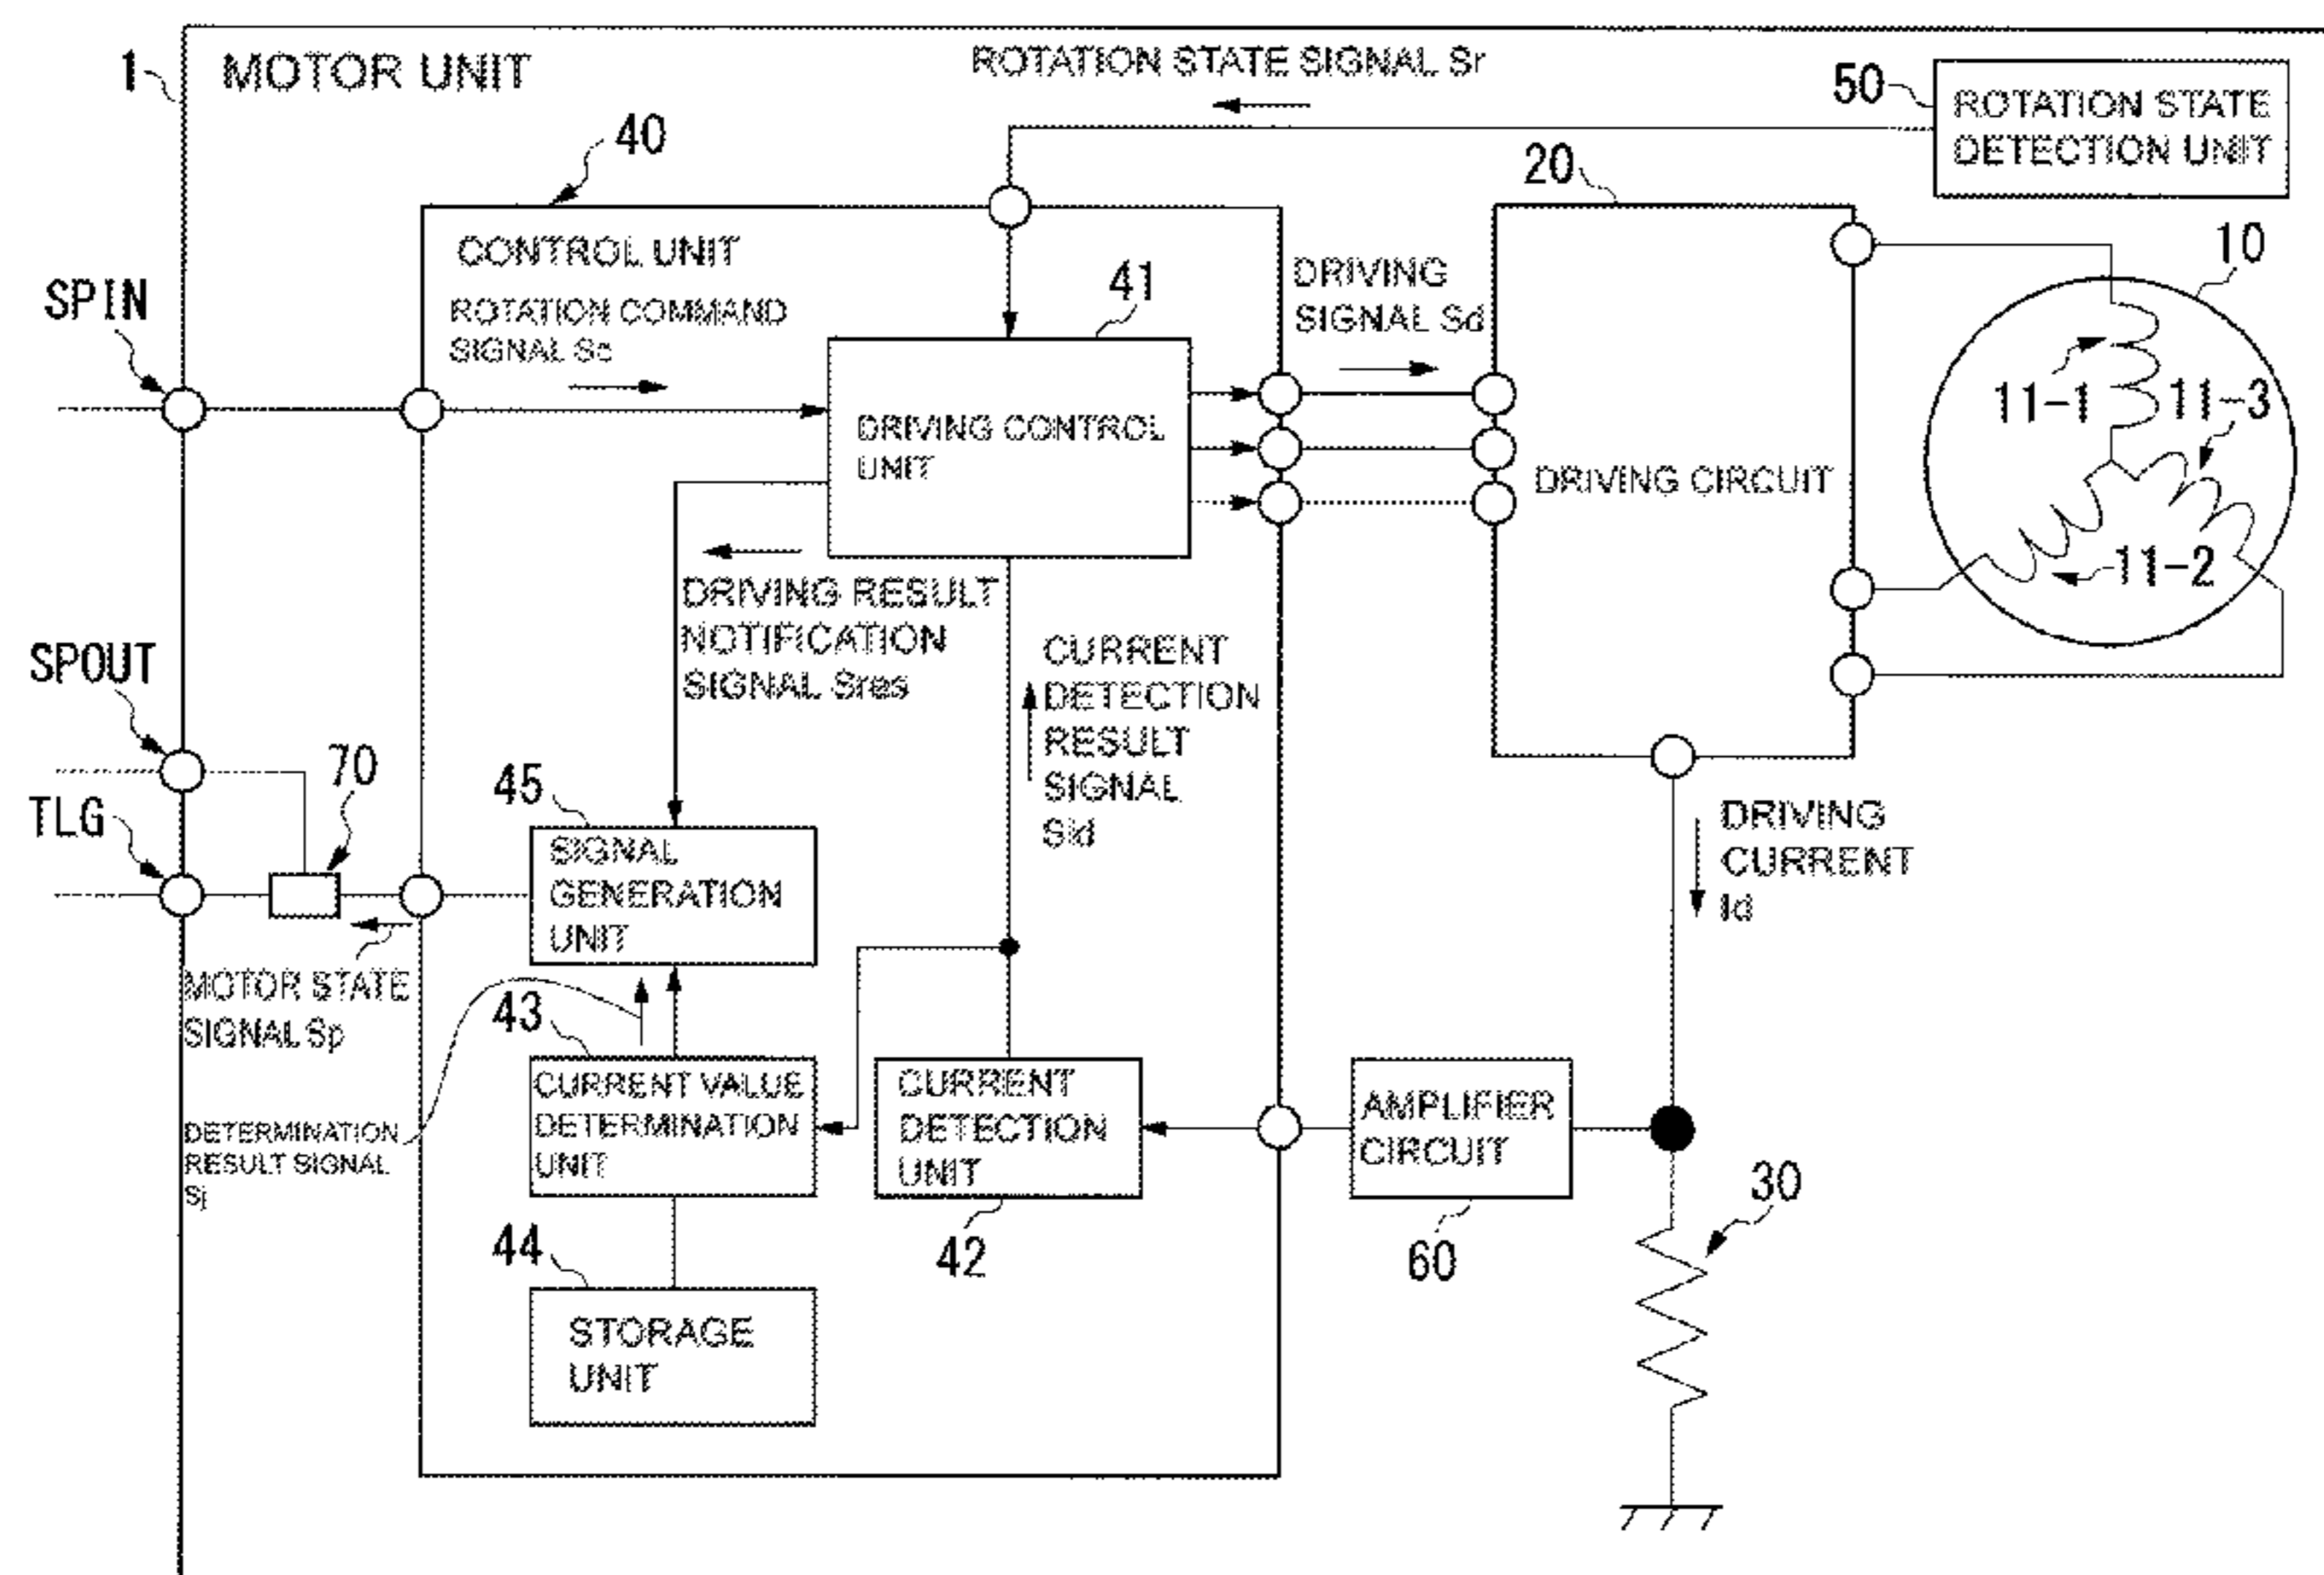 1
MOTOR UNIT
ROTATION STATE SIGNAL Sr
50
ROTATION STATE
DETECTION UNIT
40
20
10
CONTROL UNIT
SPIN
ROTATION COMMAND
SIGNAL Sc
41
DRIVING
SIGNAL Sd
DRIVING CONTROL
UNIT
DRIVING CIRCUIT
11-1
11-3
11-2
DRIVING RESULT
NOTIFICATION
SIGNAL Sres
CURRENT
DETECTION
RESULT
SIGNAL
Sid
SPOUT
70
TLG
45
SIGNAL
GENERATION
UNIT
DRIVING
CURRENT
Id
MOTOR STATE
SIGNAL Sp
43
CURRENT VALUE
DETERMINATION
UNIT
CURRENT
DETECTION
UNIT
42
AMPLIFIER
CIRCUIT
60
30
DETERMINATION
RESULT SIGNAL
Sj
44
STORAGE
UNIT